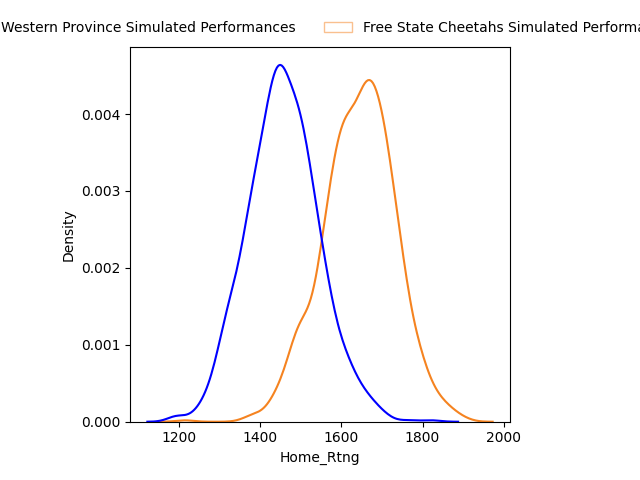 Western Province Simulated Performances Free State Cheetahs Simulated Performa
0.004
0.003
0.002
0.001
0.000
Density
1200 1400 1600 1800 2000
Home_Rtng